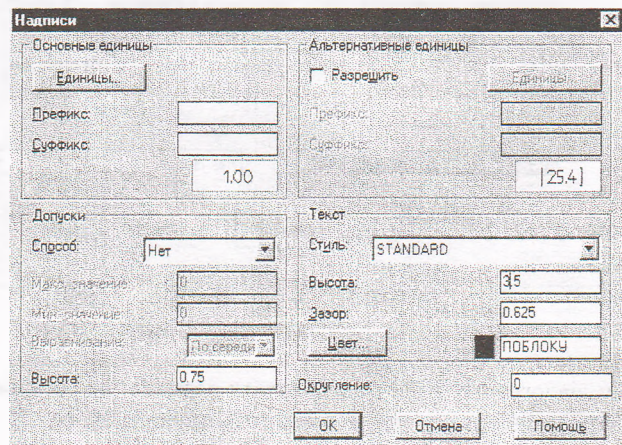 Надписи
Основные единицы
Единицы...
Префикс:
Суффикс:
1.00
Альтернативные единицы
Разрешить
Единицы...
Префикс:
Суффикс:
[25.4]
Допуски
Способ: Нет
Макс. значение: 0
Мин. значение: 0
Выравнивание: По середи
Высота: 0.75
Текст
Стиль: STANDARD
Высота: 3.5
Зазор: 0.625
Цвет... ПОБЛОКУ
Округление: 0
OK Отмена Помощь